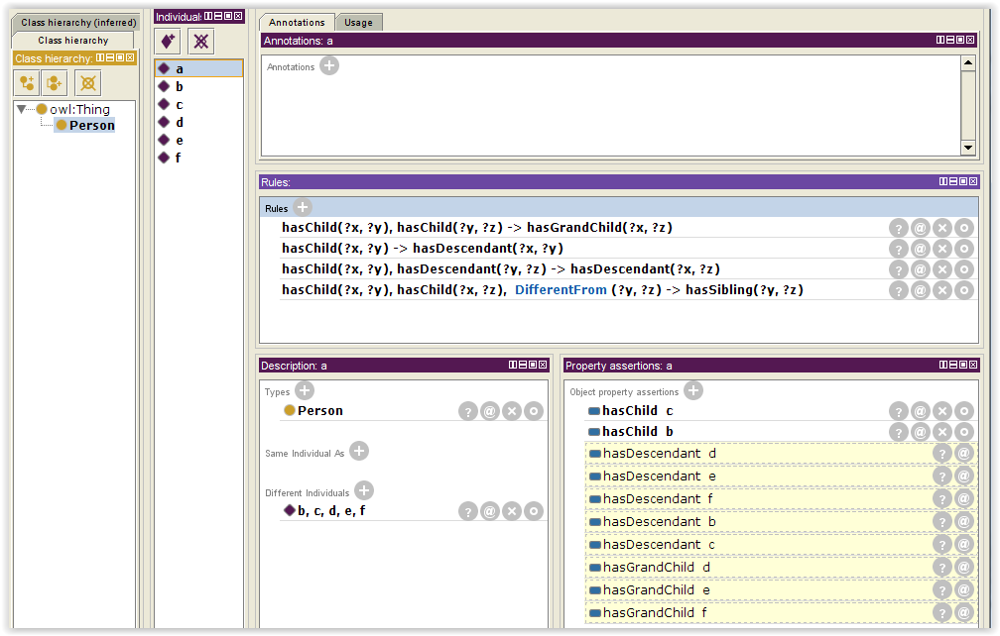 Class hierarchy (inferred)
Class hierarchy
Class hierarchy:
owl:Thing
Person
Individuals
a
b
c
d
e
f
Annotations
Usage
Annotations: a
Annotations
Rules:
Rules
hasChild(?x, ?y), hasChild(?y, ?z) -> hasGrandChild(?x, ?z)
hasChild(?x, ?y) -> hasDescendant(?x, ?y)
hasChild(?x, ?y), hasDescendant(?y, ?z) -> hasDescendant(?x, ?z)
hasChild(?x, ?y), hasChild(?x, ?z), DifferentFrom (?y, ?z) -> hasSibling(?y, ?z)
Description: a
Types
Person
Same Individual As
Different Individuals
b, c, d, e, f
Property assertions: a
Object property assertions
hasChild c
hasChild b
hasDescendant d
hasDescendant e
hasDescendant f
hasDescendant b
hasDescendant c
hasGrandChild d
hasGrandChild e
hasGrandChild f